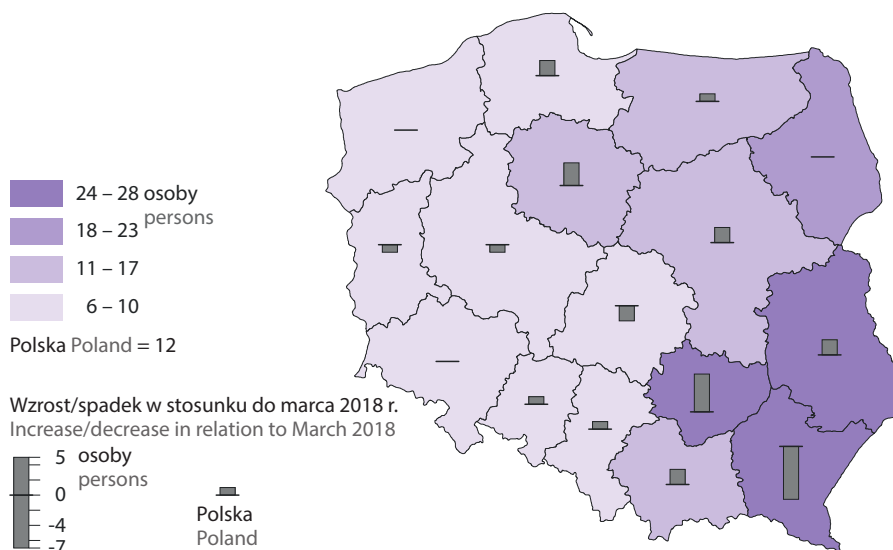 24 – 28 osoby
persons
18 – 23
11 – 17
6 – 10
Polska Poland = 12
Wzrost/spadek w stosunku do marca 2018 r.
Increase/decrease in relation to March 2018
5 osoby
persons
0
-4
-7
Polska
Poland